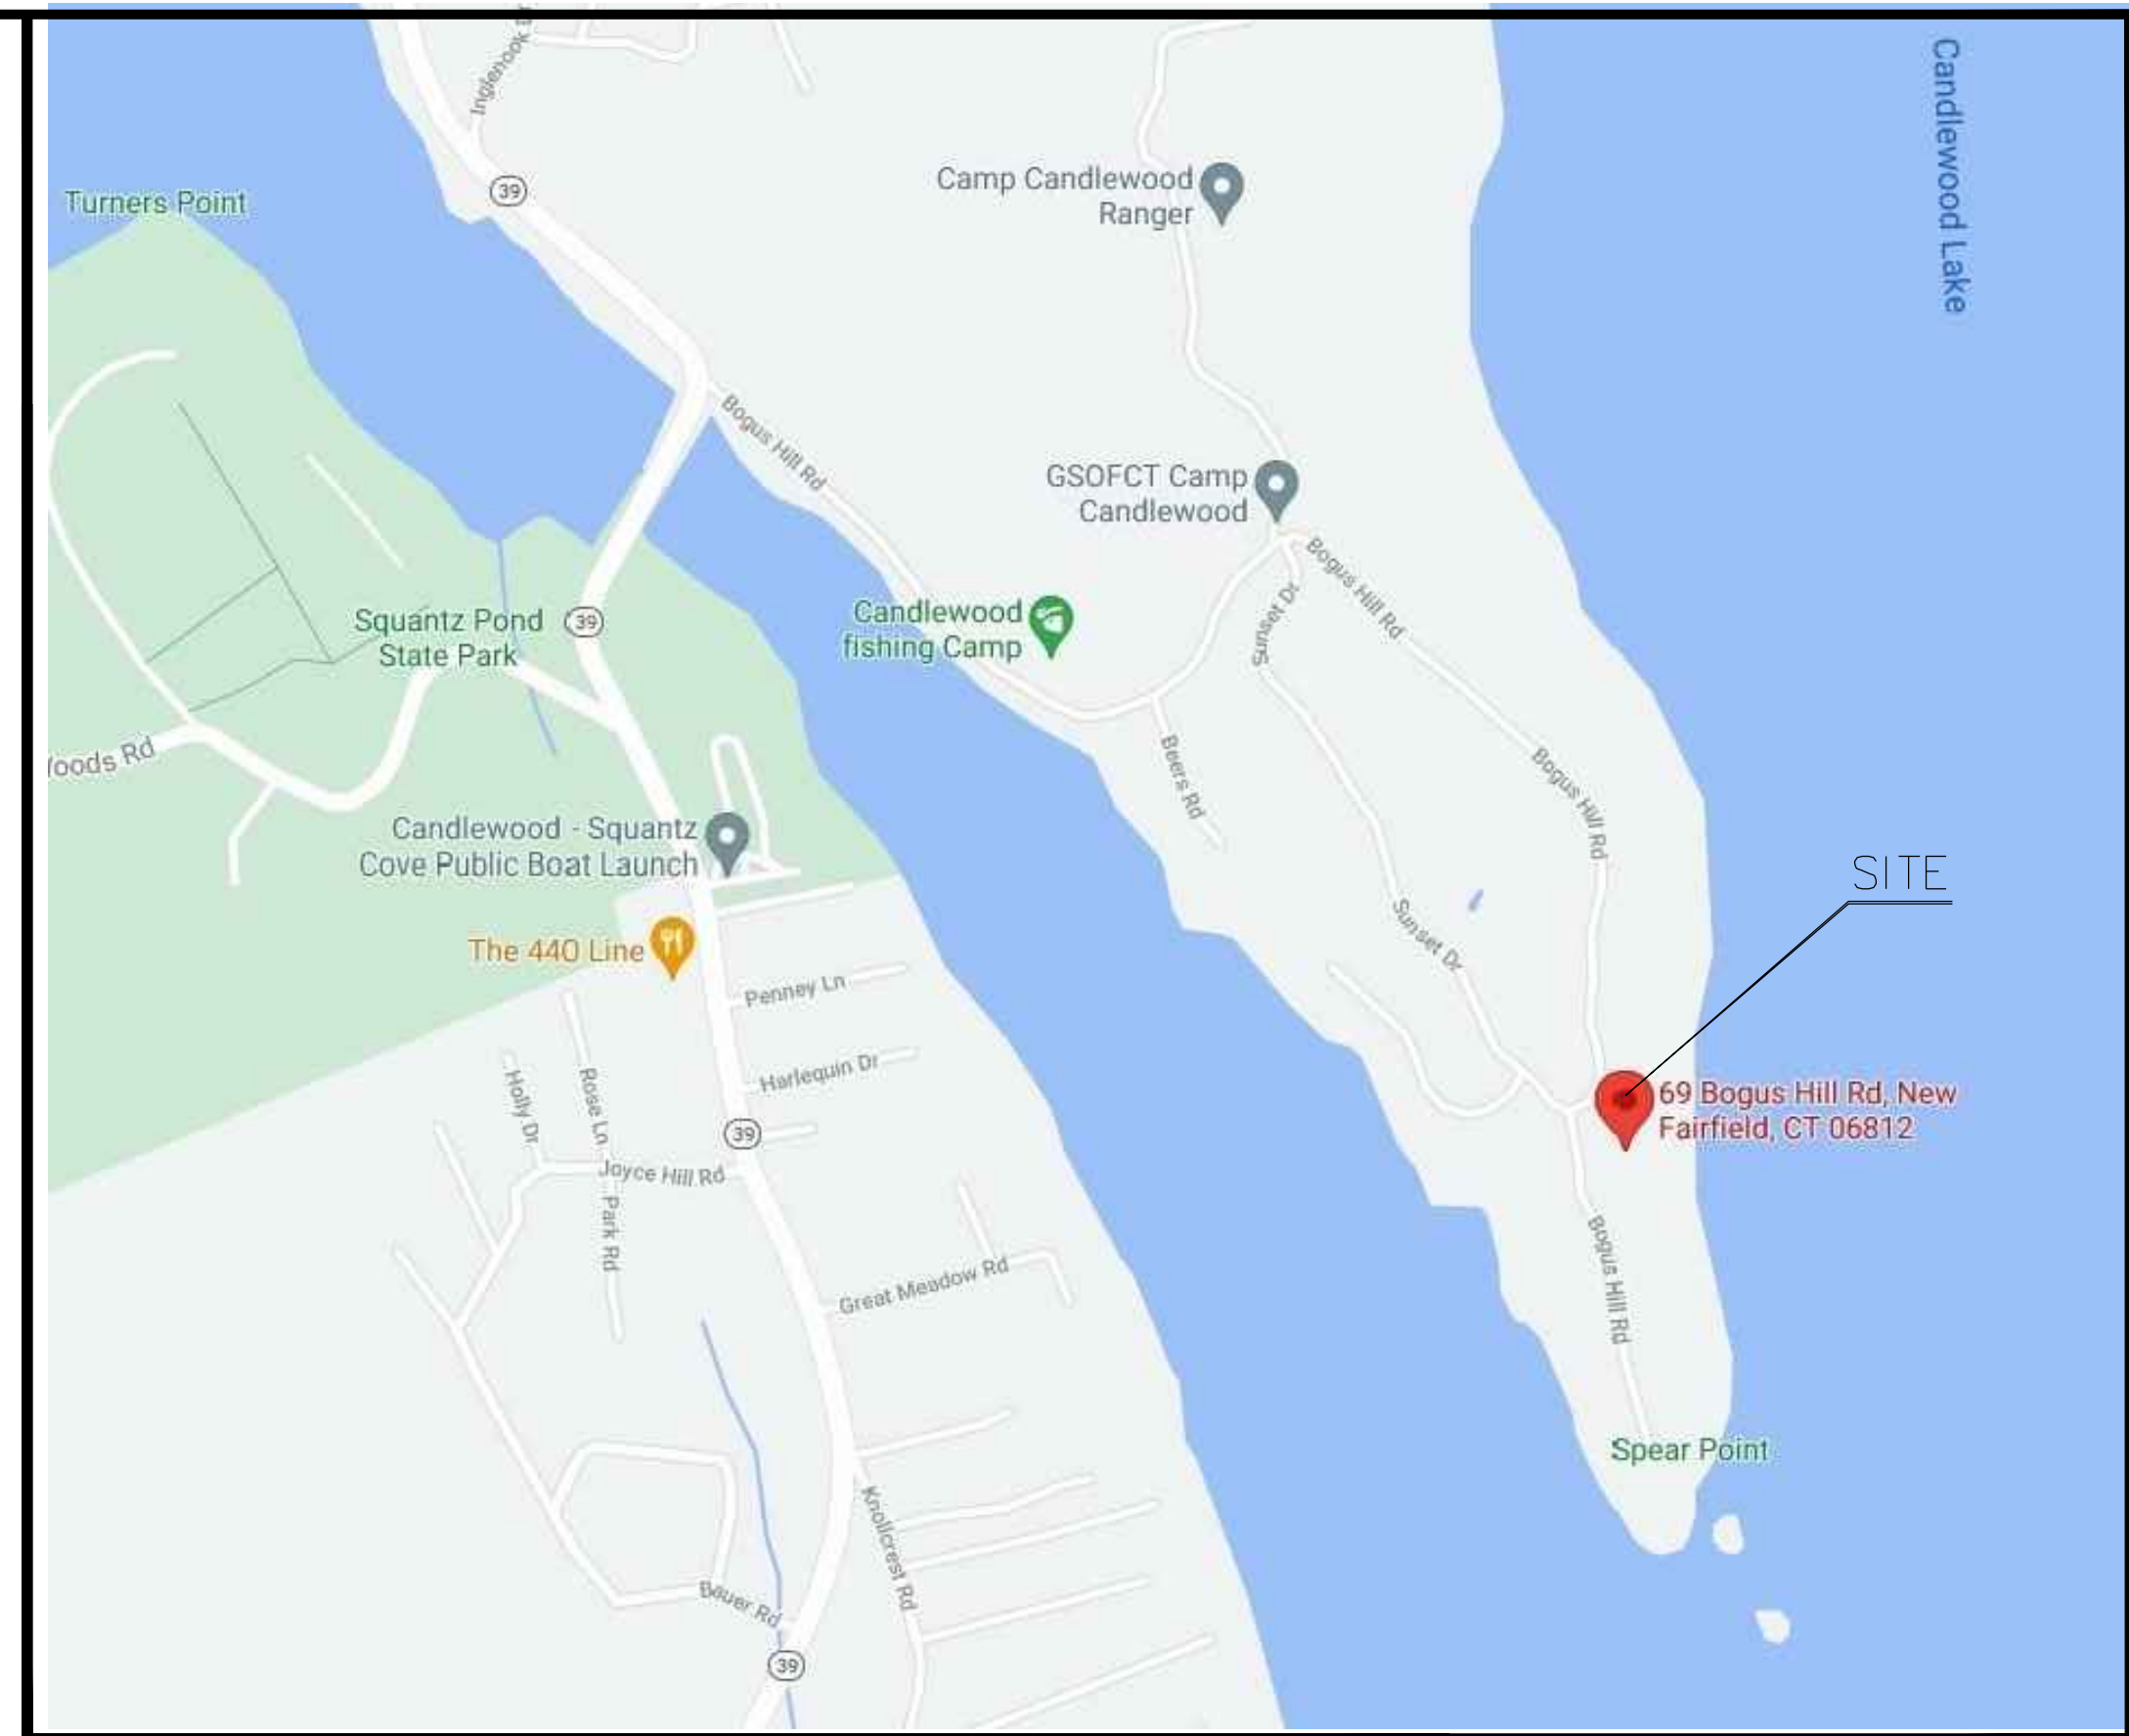 Inglenook
Candlewood Lake
39
Camp Candlewood
Ranger
Turners Point
Bogus Hill Rd
GSOFCT Camp
Candlewood
Bogus Hill Rd
Sunset Dr
Candlewood
fishing Camp
Squantz Pond
State Park
39
Beers Rd
Bogus Hill Rd
oods Rd
Candlewood - Squantz
Cove Public Boat Launch
SITE
Sunset Dr
The 440 Line
Penney Ln
Harlequin Dr
Holly Dr
Rose Ln
39
69 Bogus Hill Rd, New
Fairfield, CT 06812
Joyce Hill Rd
Park Rd
Great Meadow Rd
Bogus Hill Rd
Spear Point
Knollcrest Rd
Bauer Rd
39